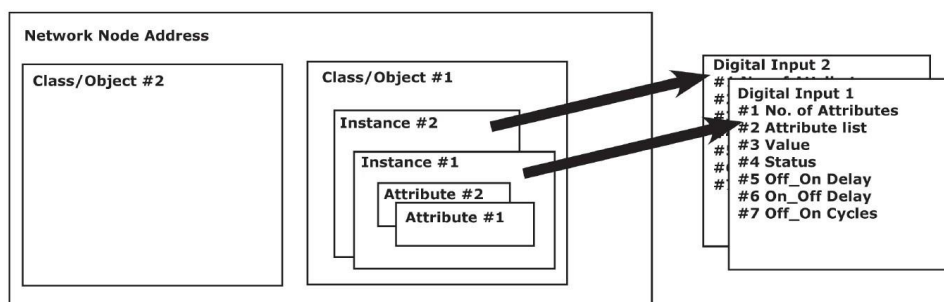 Network Node Address
Class/Object #2
Class/Object #1
Instance #2
Instance #1
Attribute #2
Attribute #1
Digital Input 2
Digital Input 1
#1 No. of Attributes
#2 Attribute list
#3 Value
#4 Status
#5 Off_On Delay
#6 On_Off Delay
#7 Off_On Cycles